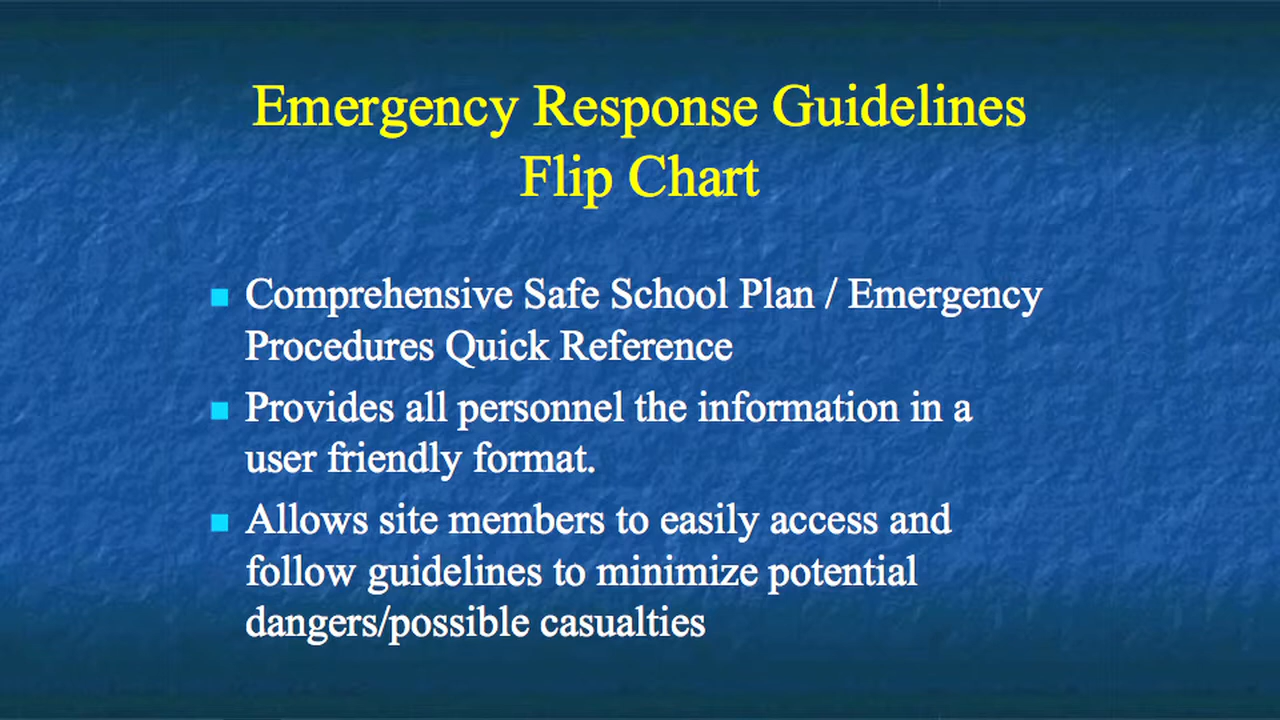 Emergency Response Guidelines
Flip Chart
Comprehensive Safe School Plan / Emergency
Procedures Quick Reference
Provides all personnel the information in a
user friendly format.
Allows site members to easily access and
follow guidelines to minimize potential
dangers/possible casualties